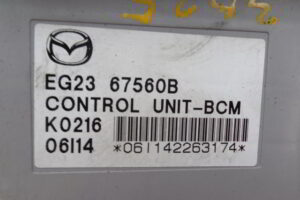 EG23 67560B
CONTROL UNIT-BCM
K0216
06I14 *06I142263174*